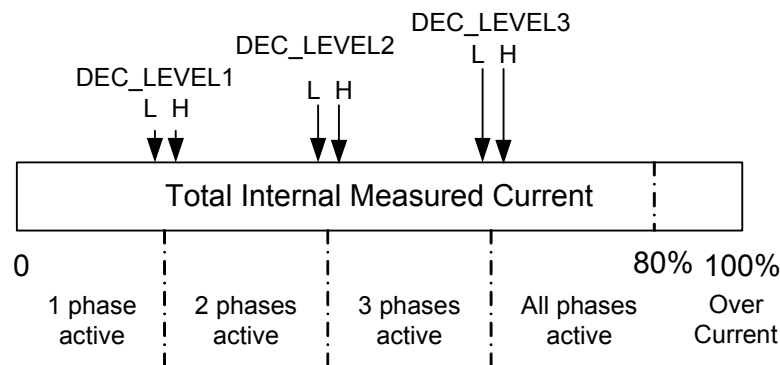 DEC_LEVEL3
DEC_LEVEL2
DEC_LEVEL1
L H
L H
L H
Total Internal Measured Current
0
80%
100%
1 phase
active
2 phases
active
3 phases
active
All phases
active
Over
Current